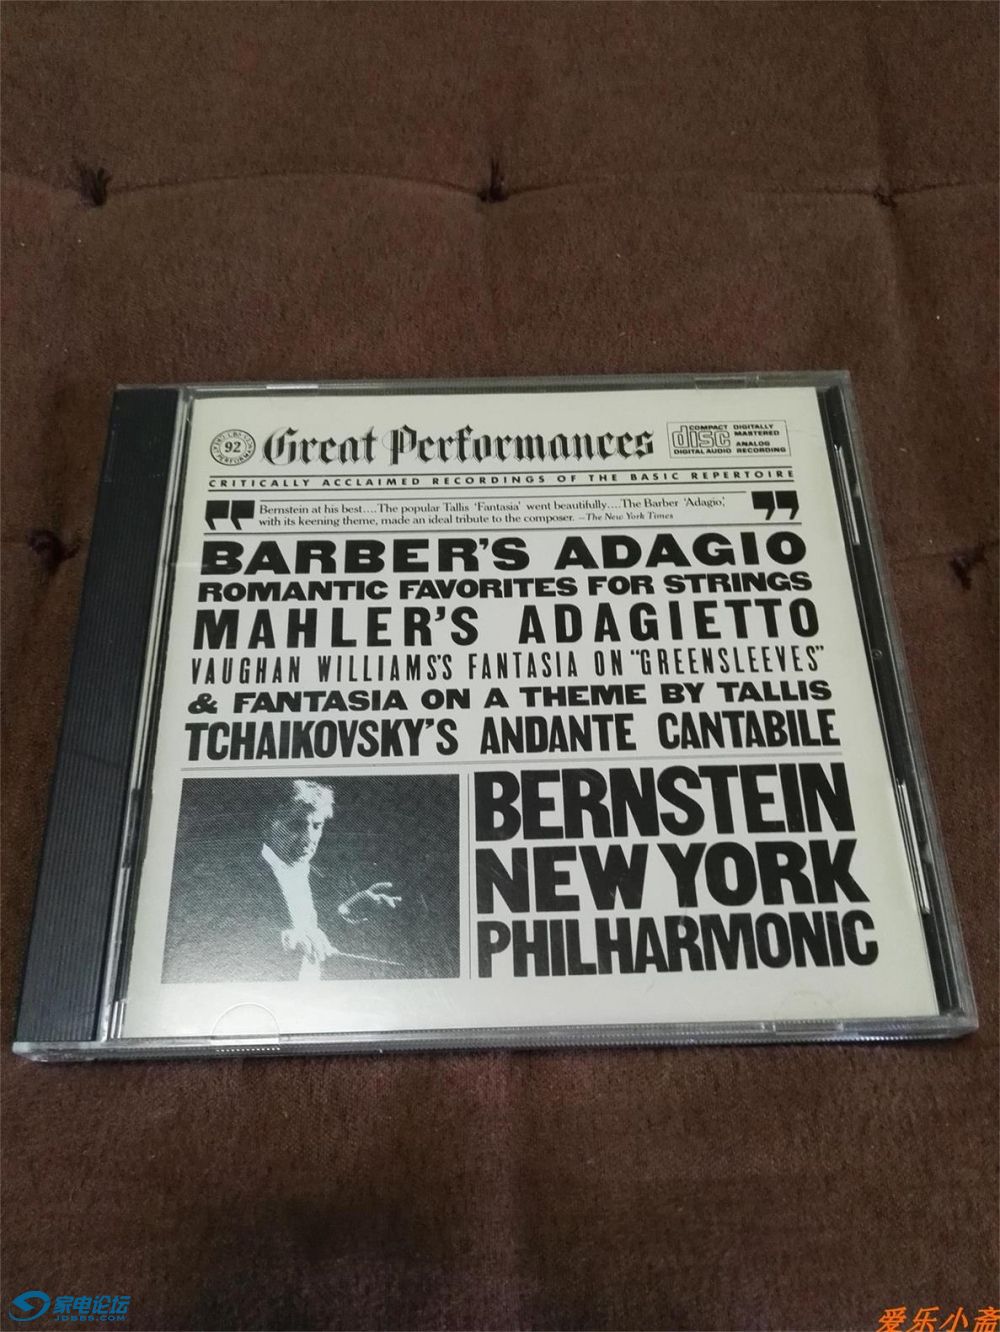 92 Great Performances
COMPACT disc DIGITAL AUDIO
DIGITALLY MASTERED
ANALOG RECORDING
CRITICALLY ACCLAIMED RECORDINGS OF THE BASIC REPERTOIRE
Bernstein at his best....The popular Tallis 'Fantasia' went beautifully....The Barber 'Adagio,'
with its keening theme, made an ideal tribute to the composer. —The New York Times
BARBER'S ADAGIO
ROMANTIC FAVORITES FOR STRINGS
MAHLER'S ADAGIETTO
VAUGHAN WILLIAMS'S FANTASIA ON "GREENSLEEVES"
& FANTASIA ON A THEME BY TALLIS
TCHAIKOVSKY'S ANDANTE CANTABILE
BERNSTEIN
NEW YORK
PHILHARMONIC
家电论坛
JDBBS.COM
爱乐小斋